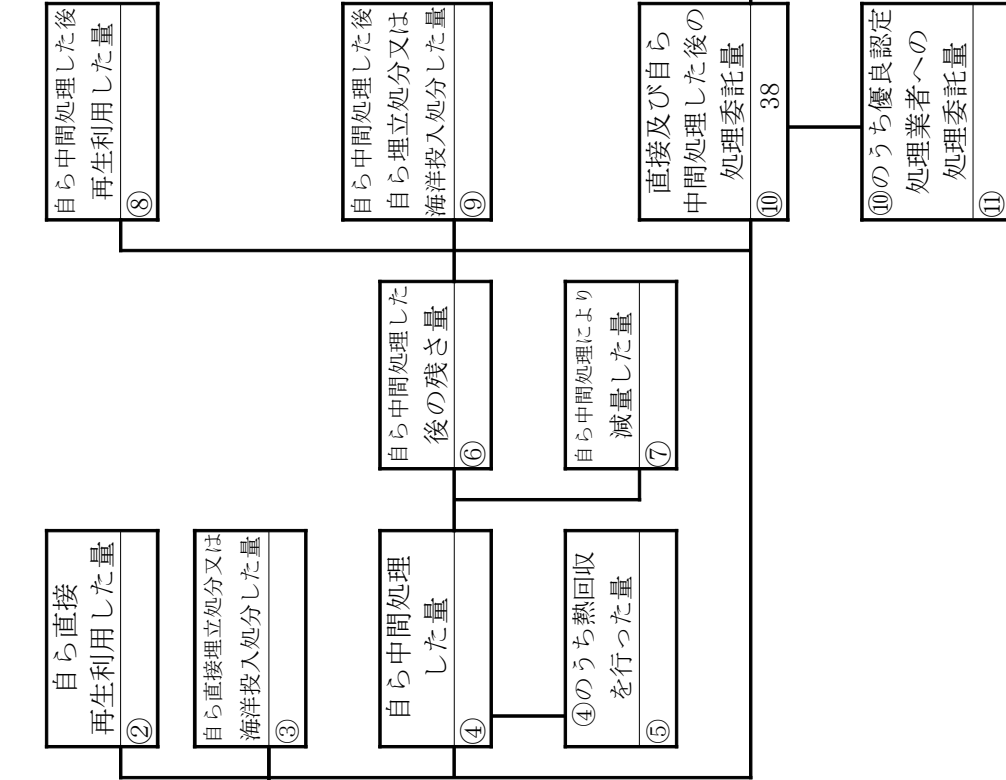 自ら直接
再生利用した量
②
自ら直接埋立処分又は
海洋投入処分した量
③
自ら中間処理
した量
④
④のうち熱回収
を行った量
⑤
自ら中間処理した
後の残さ量
⑥
自ら中間処理により
減量した量
⑦
自ら中間処理した後
再生利用した量
⑧
自ら中間処理した後
自ら埋立処分又は
海洋投入処分した量
⑨
直接及び自ら
中間処理した後の
処理委託量
⑩ 38
⑩のうち優良認定
処理業者への
処理委託量
⑪